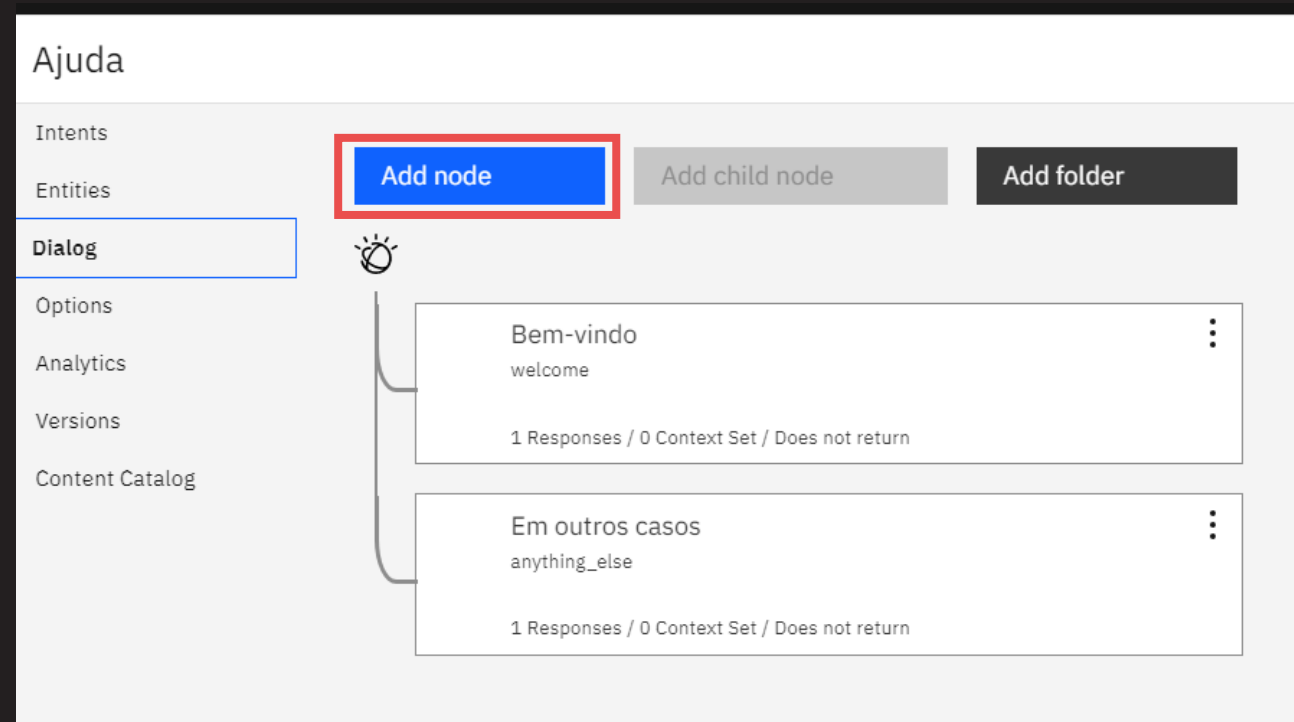 Ajuda
Intents
Entities
Dialog
Options
Analytics
Versions
Content Catalog
Add node
Add child node
Add folder
Bem-vindo
welcome
1 Responses / 0 Context Set / Does not return
Em outros casos
anything_else
1 Responses / 0 Context Set / Does not return